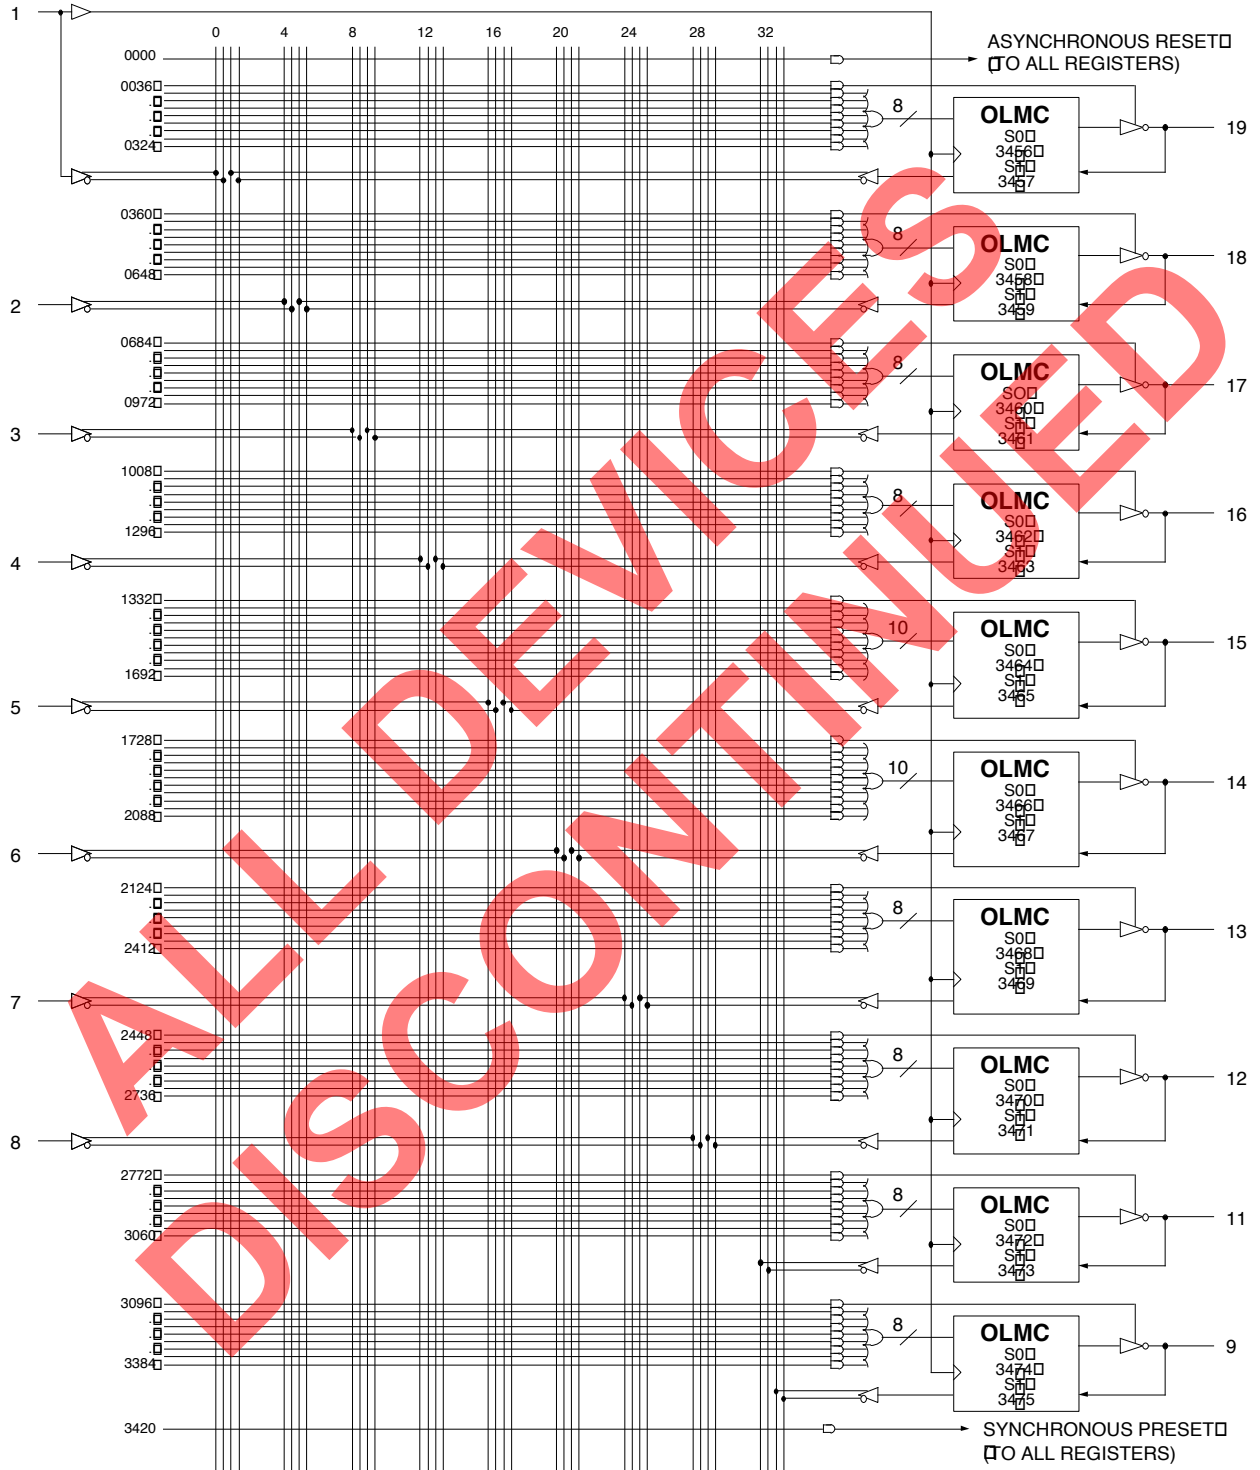 1
0 4 8 12 16 20 24 28 32
0000
ASYNCHRONOUS RESET
(TO ALL REGISTERS)
0036
.
.
.
0324
8
OLMC
S0
3456
S1
3457
19
0360
.
.
0648
8
OLMC
S0
3458
S1
3459
18
2
0684
.
.
.
0972
8
OLMC
SO
3460
S1
3461
17
3
1008
.
.
.
1296
8
OLMC
S0
3462
S1
3463
16
4
1332
.
.
.
.
1692
10
OLMC
S0
3464
S1
3465
15
5
1728
.
.
.
.
2088
10
OLMC
S0
3466
S1
3467
14
6
2124
.
.
.
2412
8
OLMC
S0
3468
S1
3469
13
7
2448
.
.
.
2736
8
OLMC
S0
3470
S1
3471
12
8
2772
.
.
.
3060
8
OLMC
S0
3472
S1
3473
11
3096
.
.
.
3384
8
OLMC
S0
3474
S1
3475
9
3420
SYNCHRONOUS PRESET
(TO ALL REGISTERS)
ALL DEVICES
DISCONTINUED